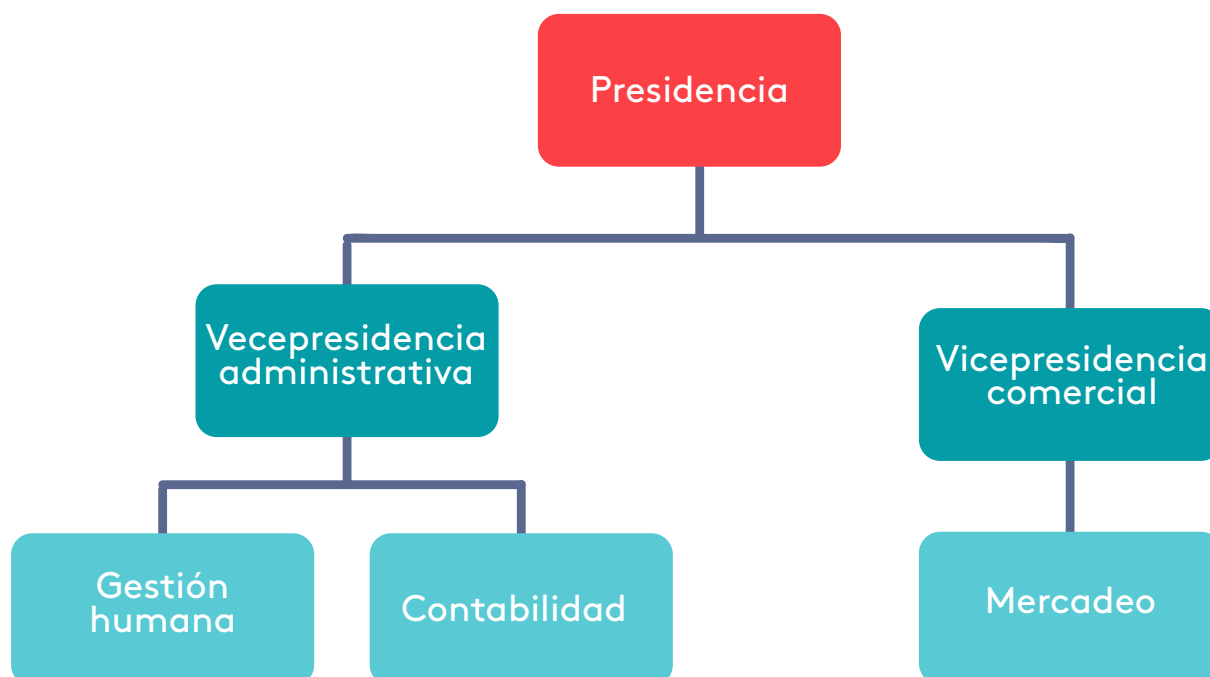 Presidencia
Vecepresidencia
administrativa
Vicepresidencia
comercial
Gestión
humana
Contabilidad
Mercadeo